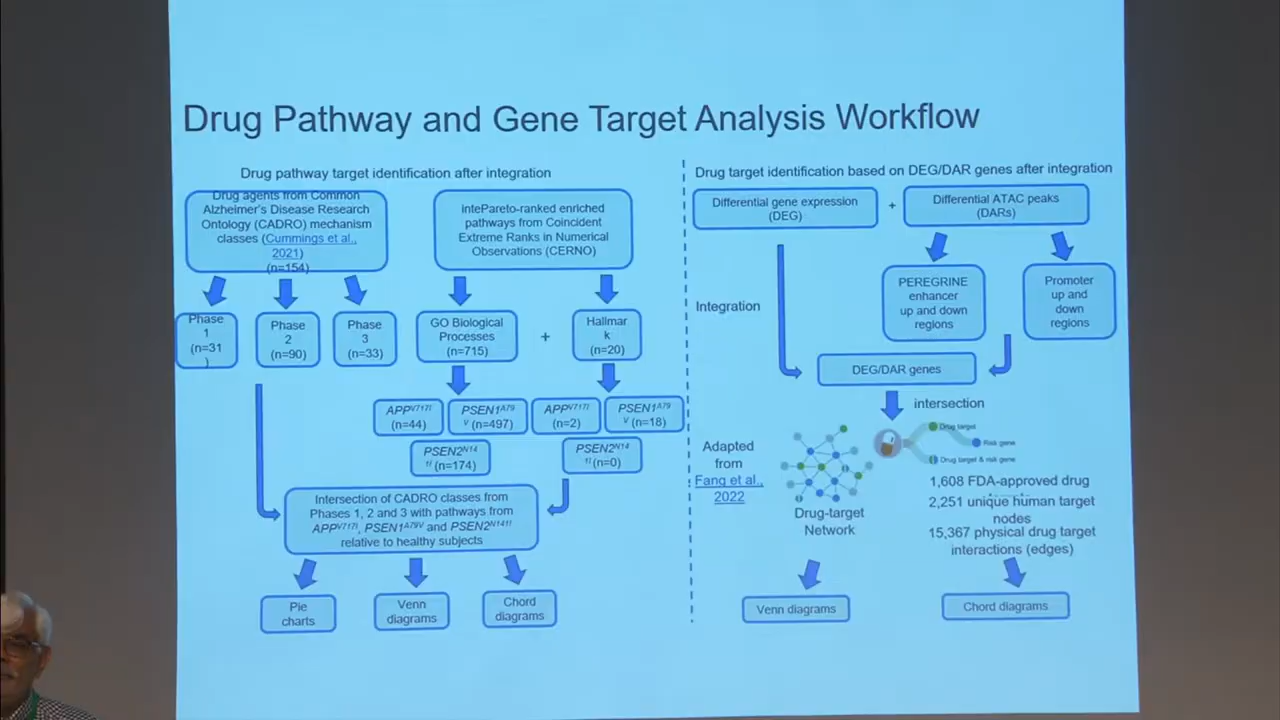 Drug Pathway and Gene Target Analysis Workflow
Drug pathway target identification after integration
Drug agents from Common
Alzheimer's Disease Research
Ontology (CADRO) mechanism
classes (Cummings et al.,
2021)
(n=154)
intePareto-ranked enriched
pathways from Coincident
Extreme Ranks in Numerical
Observations (CERNO)
Phase
1
(n=31
)
Phase
2
(n=90)
Phase
3
(n=33)
GO Biological
Processes
(n=715)
+
Hallmar
k
(n=20)
APPV717I
(n=44)
PSEN1A79
V (n=497)
APPV717I
(n=2)
PSEN1A79
V (n=18)
PSEN2N14
1I (n=174)
PSEN2N14
1I (n=0)
Intersection of CADRO classes from
Phases 1, 2 and 3 with pathways from
APPV717I, PSEN1A79V and PSEN2N141I
relative to healthy subjects
Pie
charts
Venn
diagrams
Chord
diagrams
Drug target identification based on DEG/DAR genes after integration
Differential gene expression
(DEG)
+
Differential ATAC peaks
(DARs)
Integration
PEREGRINE
enhancer
up and down
regions
Promoter
up and
down
regions
DEG/DAR genes
intersection
Drug target
Risk gene
Drug target & risk gene
Adapted
from
Fang et al.,
2022
Drug-target
Network
1,608 FDA-approved drug
2,251 unique human target
nodes
15,367 physical drug target
interactions (edges)
Venn diagrams
Chord diagrams